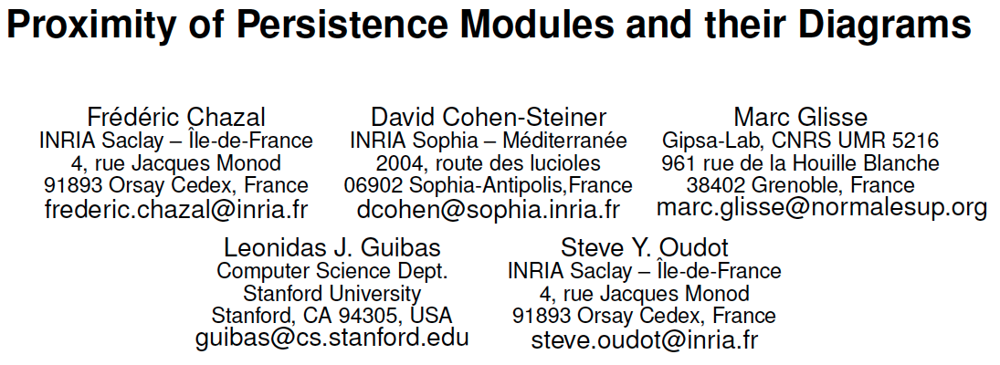 Proximity of Persistence Modules and their Diagrams
Frédéric Chazal
INRIA Saclay – Île-de-France
4, rue Jacques Monod
91893 Orsay Cedex, France
frederic.chazal@inria.fr
David Cohen-Steiner
INRIA Sophia – Méditerranée
2004, route des lucioles
06902 Sophia-Antipolis,France
dcohen@sophia.inria.fr
Marc Glisse
Gipsa-Lab, CNRS UMR 5216
961 rue de la Houille Blanche
38402 Grenoble, France
marc.glisse@normalesup.org
Leonidas J. Guibas
Computer Science Dept.
Stanford University
Stanford, CA 94305, USA
guibas@cs.stanford.edu
Steve Y. Oudot
INRIA Saclay – Île-de-France
4, rue Jacques Monod
91893 Orsay Cedex, France
steve.oudot@inria.fr